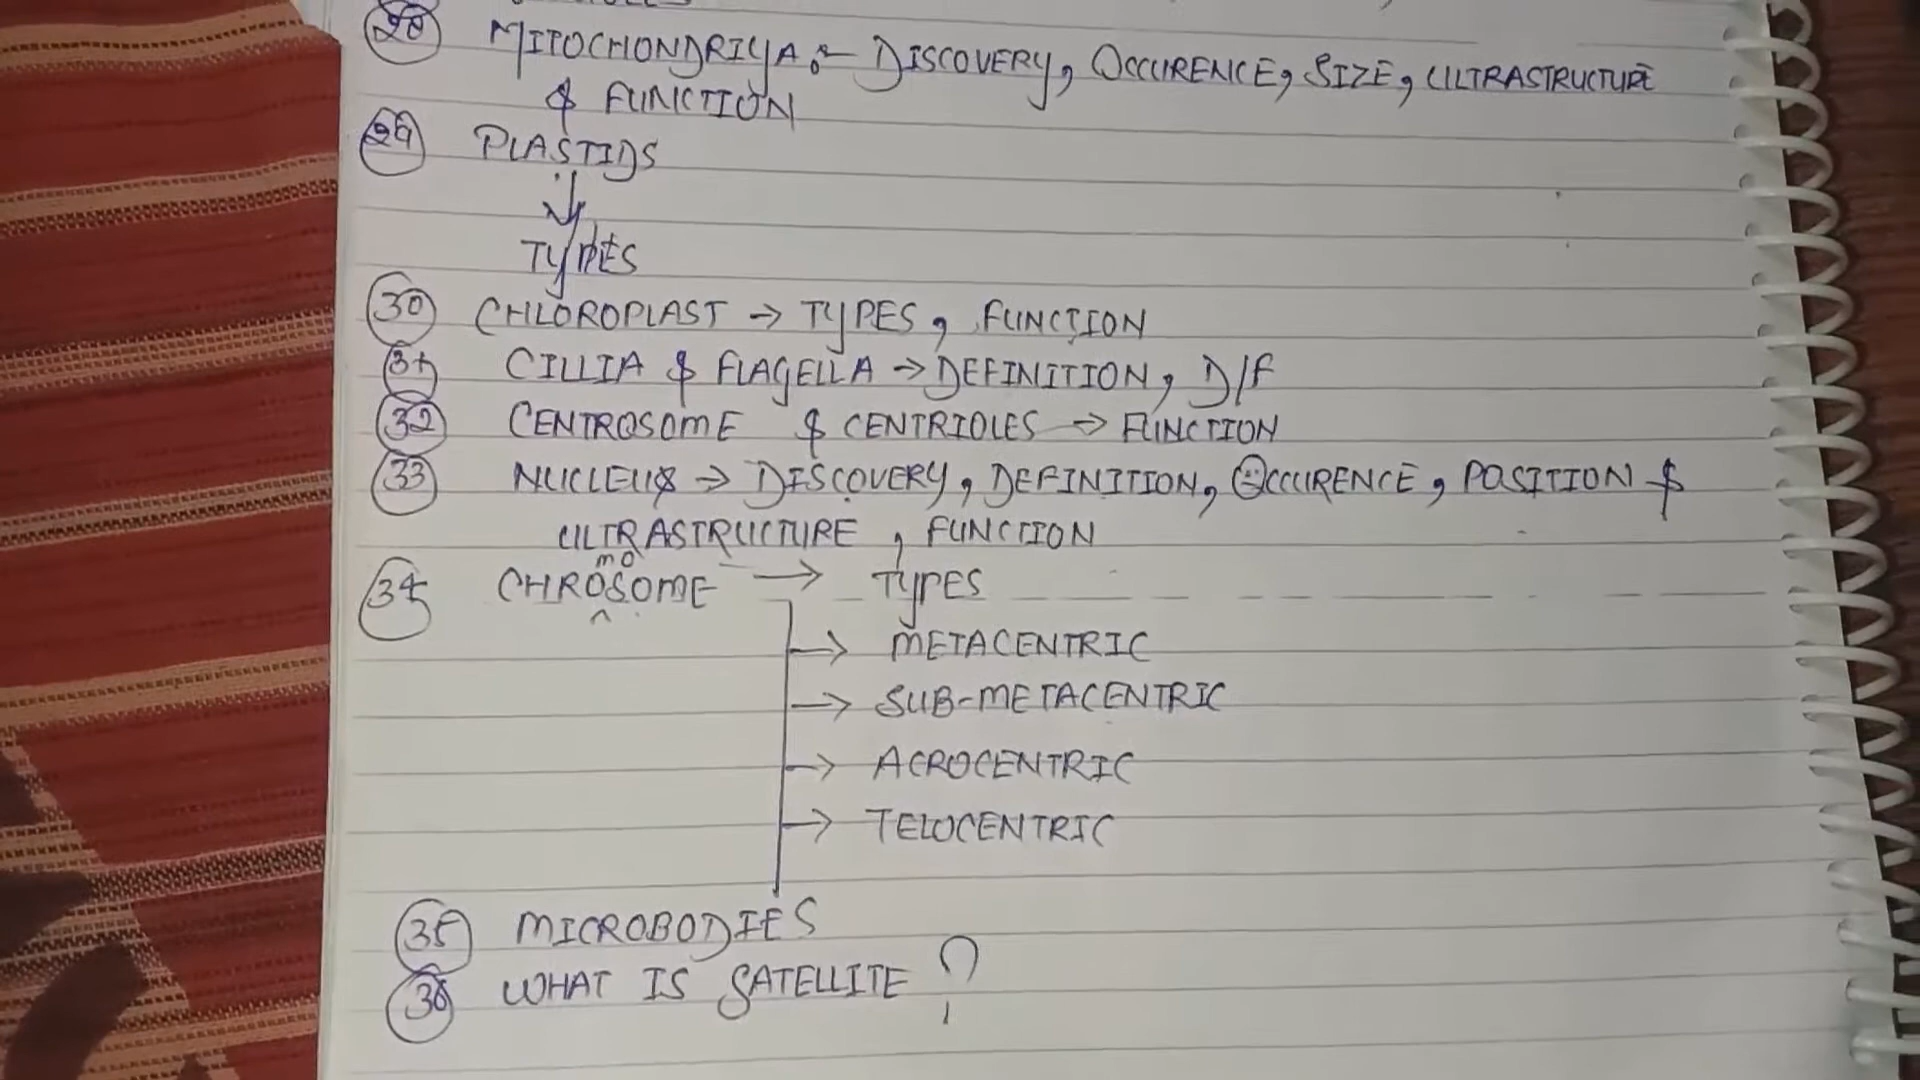 28 MITOCHONDRIYA :- DISCOVERY, OCCURENCE, SIZE, ULTRASTRUCTURE
& FUNCTION
29 PLASTIDS
TYPES
30 CHLOROPLAST → TYPES, FUNCTION
31 CILLIA & FLAGELLA → DEFINITION, D/F
32 CENTROSOME & CENTRIOLES → FUNCTION
33 NUCLEUS → DISCOVERY, DEFINITION, OCCURENCE, POSITION &
ULTRASTRUCTURE, FUNCTION
34 CHROMOSOME → TYPES
→ METACENTRIC
→ SUB-METACENTRIC
→ ACROCENTRIC
→ TELOCENTRIC
35 MICROBODIES
36 WHAT IS SATELLITE ?